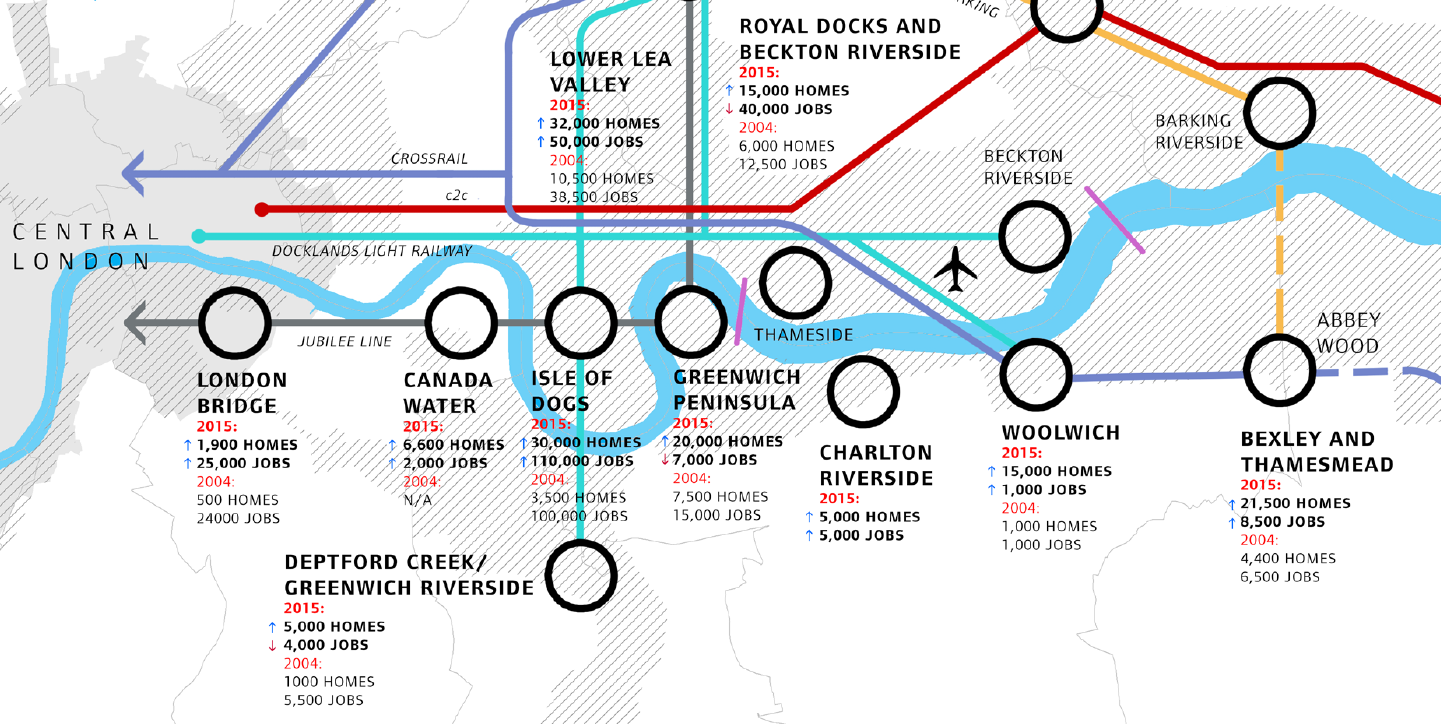 KING
ROYAL DOCKS AND
BECKTON RIVERSIDE
2015:
↑ 15,000 HOMES
↓ 40,000 JOBS
2004:
6,000 HOMES
12,500 JOBS
LOWER LEA
VALLEY
2015:
↑ 32,000 HOMES
↑ 50,000 JOBS
2004:
10,500 HOMES
38,500 JOBS
BARKING
RIVERSIDE
BECKTON
RIVERSIDE
CROSSRAIL
c2c
CENTRAL
LONDON
DOCKLANDS LIGHT RAILWAY
JUBILEE LINE
THAMESIDE
ABBEY
WOOD
LONDON
BRIDGE
2015:
↑ 1,900 HOMES
↑ 25,000 JOBS
2004:
500 HOMES
24000 JOBS
CANADA
WATER
2015:
↑ 6,600 HOMES
↑ 2,000 JOBS
2004:
N/A
ISLE OF
DOGS
2015:
↑ 30,000 HOMES
↑ 110,000 JOBS
2004:
3,500 HOMES
100,000 JOBS
GREENWICH
PENINSULA
2015:
↑ 20,000 HOMES
↓ 7,000 JOBS
2004:
7,500 HOMES
15,000 JOBS
CHARLTON
RIVERSIDE
2015:
↑ 5,000 HOMES
↑ 5,000 JOBS
WOOLWICH
2015:
↑ 15,000 HOMES
↑ 1,000 JOBS
2004:
1,000 HOMES
1,000 JOBS
BEXLEY AND
THAMESMEAD
2015:
↑ 21,500 HOMES
↑ 8,500 JOBS
2004:
4,400 HOMES
6,500 JOBS
DEPTFORD CREEK/
GREENWICH RIVERSIDE
2015:
↑ 5,000 HOMES
↓ 4,000 JOBS
2004:
1000 HOMES
5,500 JOBS